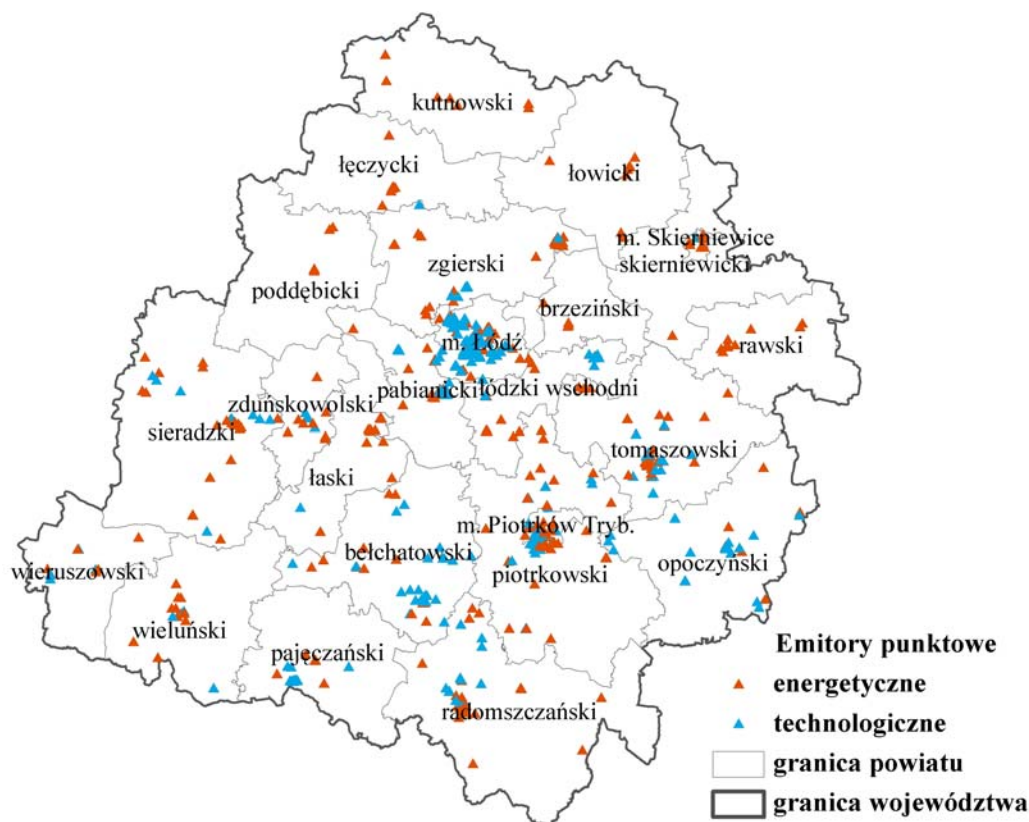 kutnowski
łęczycki
łowicki
m. Skierniewice
skierniewicki
zgierski
poddębicki
brzeziński
m. Łódź
rawski
pabianicki
łódzki wschodni
zduńskowolski
sieradzki
tomaszowski
łaski
m. Piotrków Tryb.
bełchatowski
opoczyński
wieruszowski
piotrkowski
wieluński
pajęczański
radomszczański
Emitory punktowe
energetyczne
technologiczne
granica powiatu
granica województwa